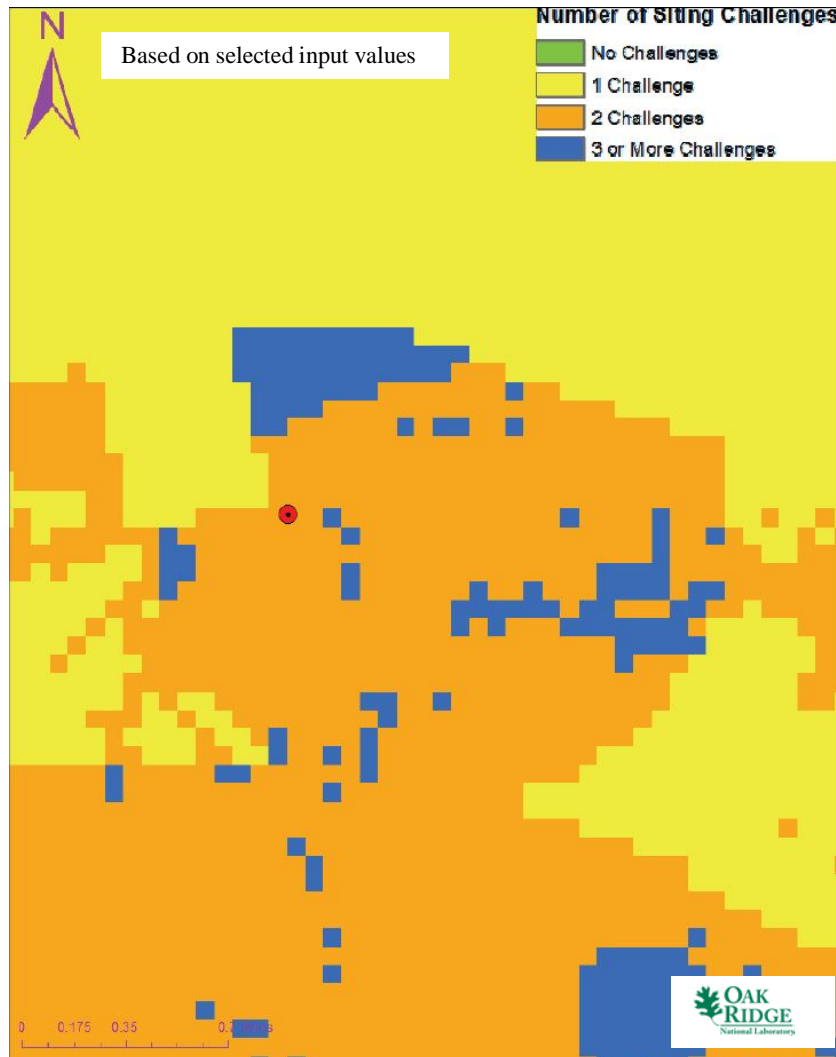 N
Based on selected input values
Number of Siting Challenges
No Challenges
1 Challenge
2 Challenges
3 or More Challenges
0 0.175 0.35
OAK
RIDGE
National Laboratory